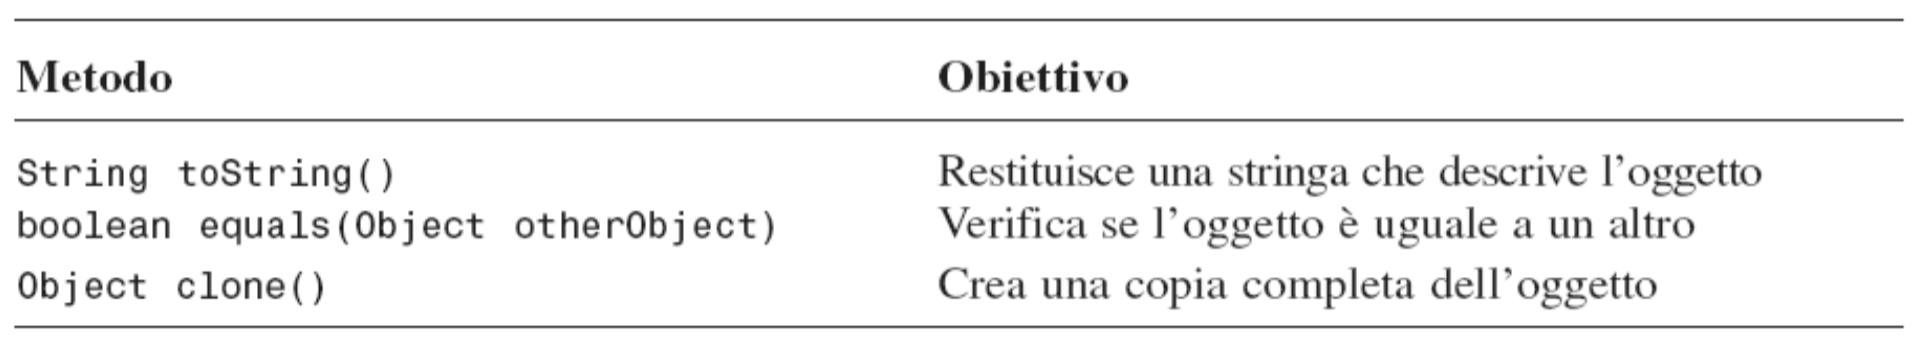 Metodo Obiettivo
String toString() Restituisce una stringa che descrive l'oggetto
boolean equals(Object otherObject) Verifica se l'oggetto è uguale a un altro
Object clone() Crea una copia completa dell'oggetto